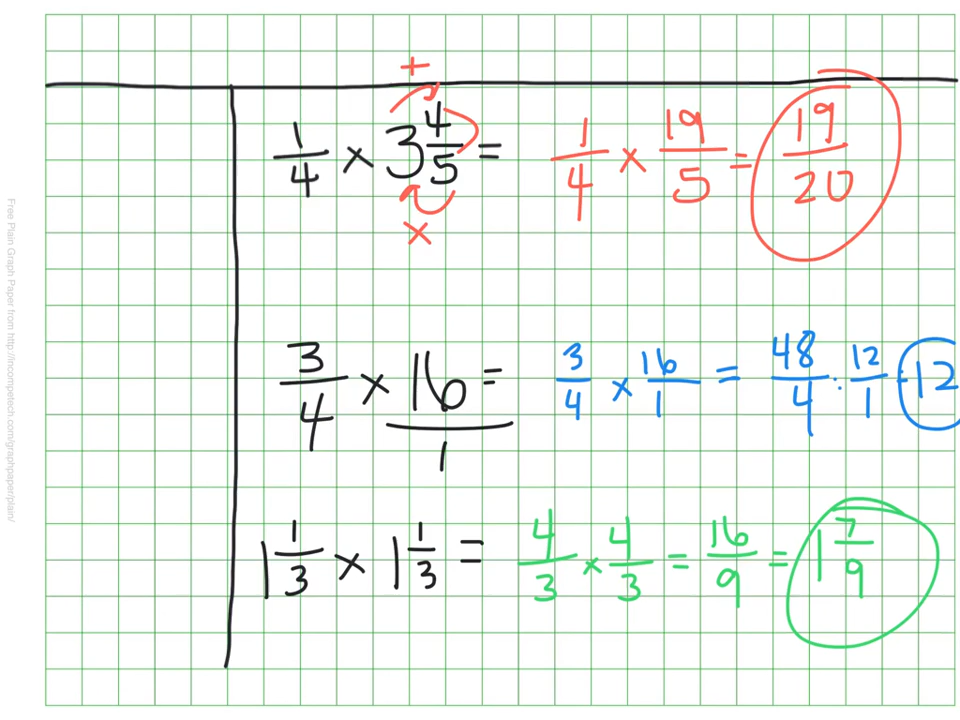 +
1/4 × 3 4/5 = 1/4 × 19/5 = 19/20
×
3/4 × 16/1 = 3/4 × 16/1 = 48/4 : 12/1 = 12
1 1/3 × 1 1/3 = 4/3 × 4/3 = 16/9 = 1 7/9
Free Plain Graph Paper from http://incompetech.com/graphpaper/plain/